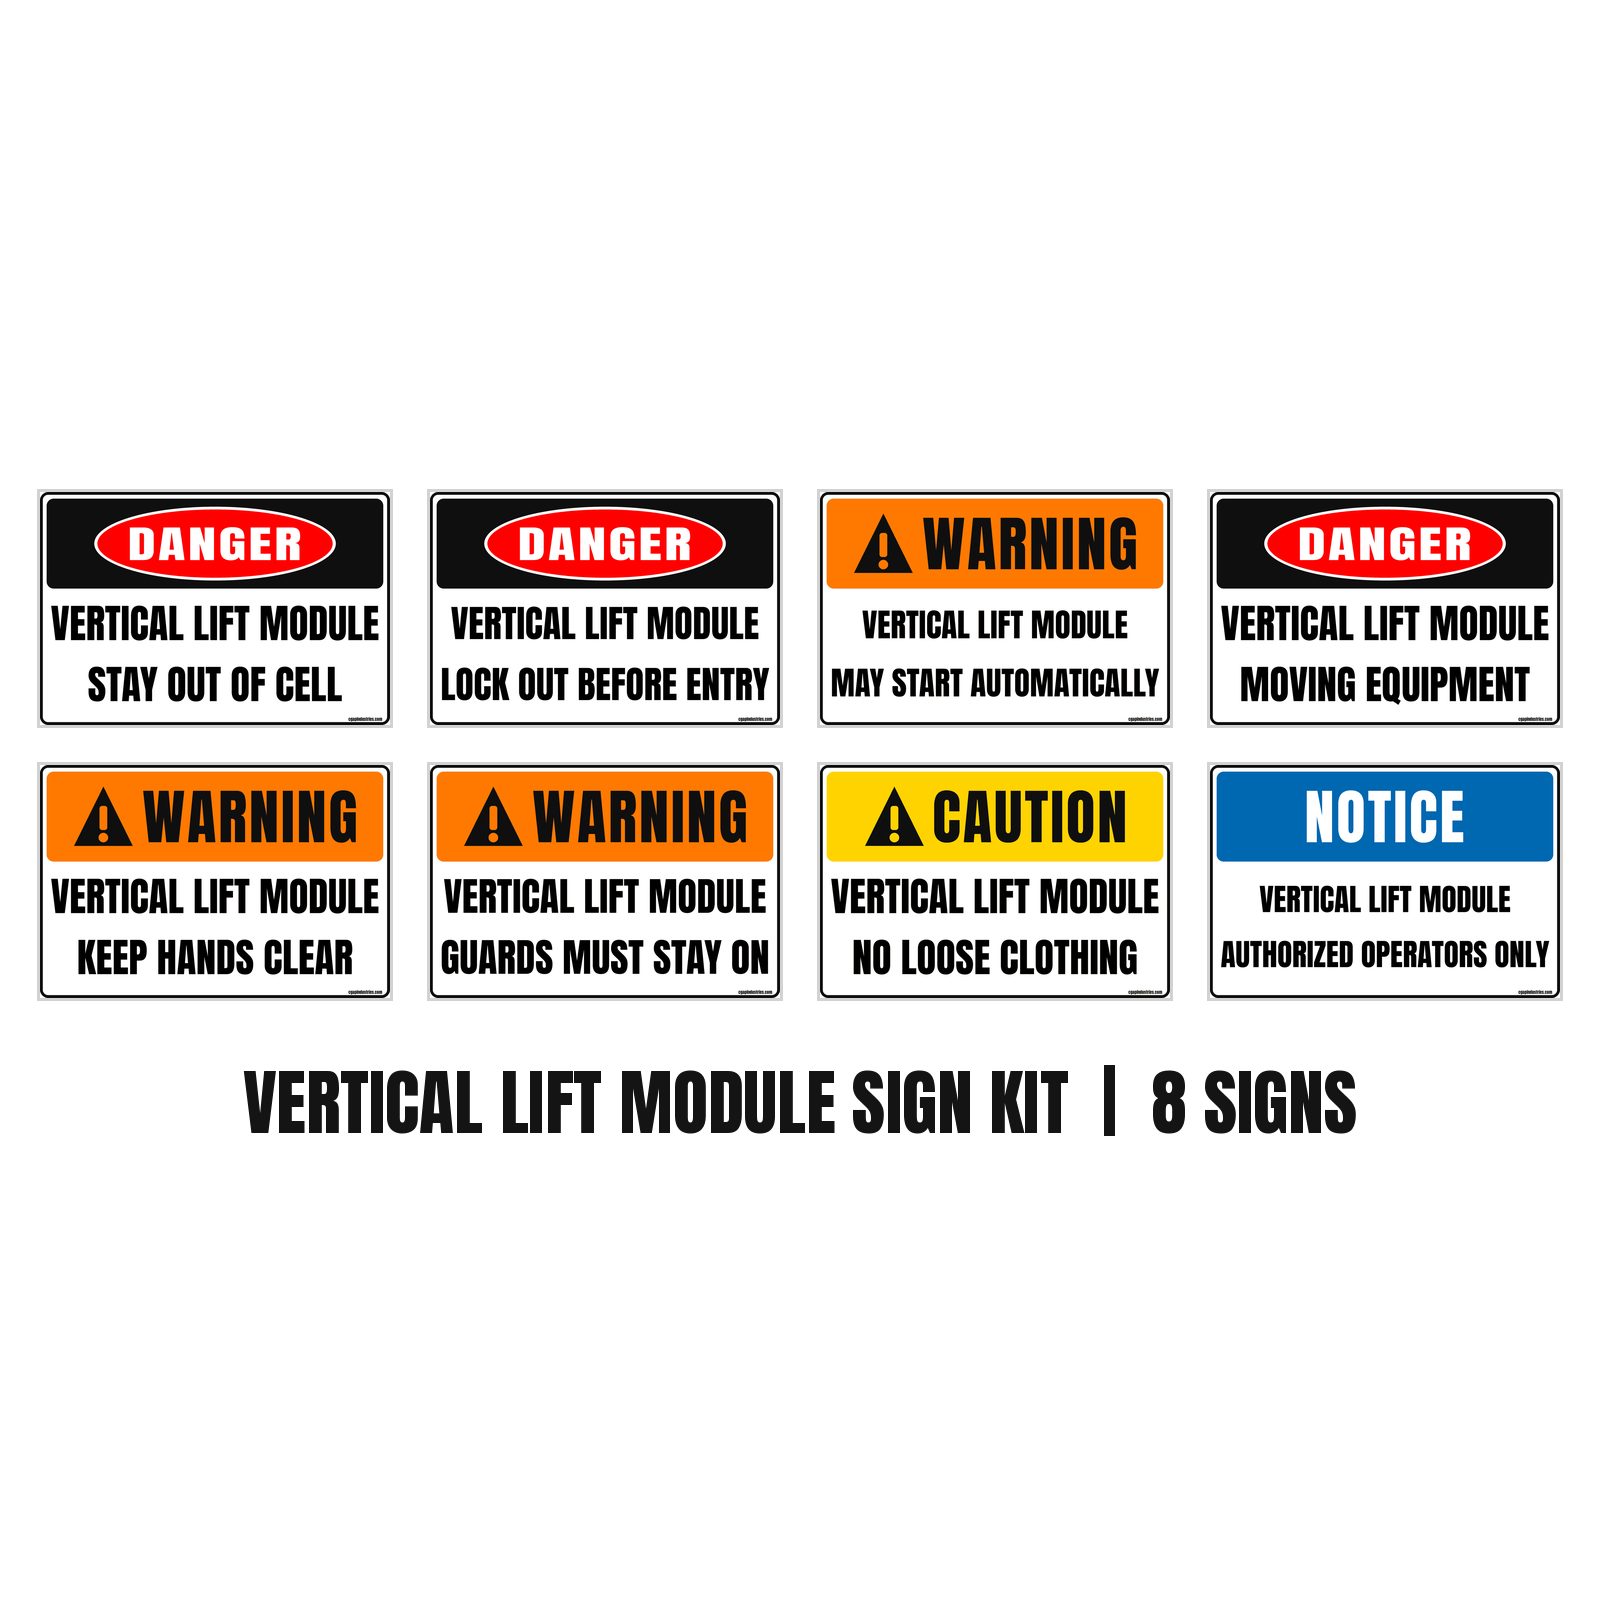 DANGER
VERTICAL LIFT MODULE
STAY OUT OF CELL
DANGER
VERTICAL LIFT MODULE
LOCK OUT BEFORE ENTRY
WARNING
VERTICAL LIFT MODULE
MAY START AUTOMATICALLY
DANGER
VERTICAL LIFT MODULE
MOVING EQUIPMENT
WARNING
VERTICAL LIFT MODULE
KEEP HANDS CLEAR
WARNING
VERTICAL LIFT MODULE
GUARDS MUST STAY ON
CAUTION
VERTICAL LIFT MODULE
NO LOOSE CLOTHING
NOTICE
VERTICAL LIFT MODULE
AUTHORIZED OPERATORS ONLY
VERTICAL LIFT MODULE SIGN KIT | 8 SIGNS